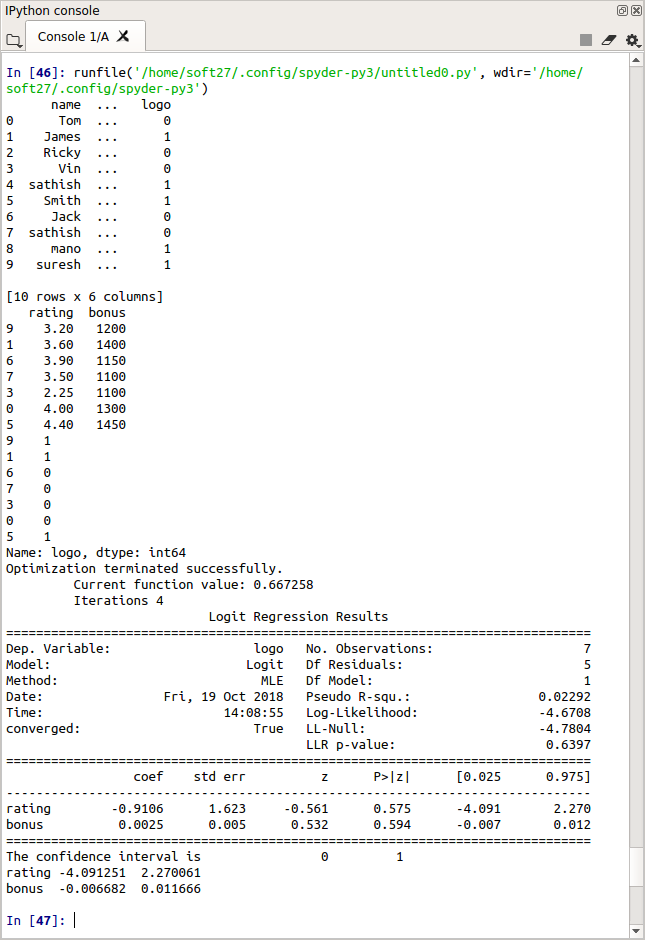 IPython console
Console 1/A
In [46]: runfile('/home/soft27/.config/spyder-py3/untitled0.py', wdir='/home/
soft27/.config/spyder-py3')
      name  ...   logo
0      Tom  ...      0
1    James  ...      1
2    Ricky  ...      0
3      Vin  ...      0
4  sathish  ...      1
5    Smith  ...      1
6     Jack  ...      0
7  sathish  ...      0
8     mano  ...      1
9   suresh  ...      1
[10 rows x 6 columns]
   rating  bonus
9    3.20   1200
1    3.60   1400
6    3.90   1150
7    3.50   1100
3    2.25   1100
0    4.00   1300
5    4.40   1450
9    1
1    1
6    0
7    0
3    0
0    0
5    1
Name: logo, dtype: int64
Optimization terminated successfully.
         Current function value: 0.667258
         Iterations 4
                           Logit Regression Results
==============================================================================
Dep. Variable:                   logo   No. Observations:                    7
Model:                          Logit   Df Residuals:                        5
Method:                           MLE   Df Model:                            1
Date:                Fri, 19 Oct 2018   Pseudo R-squ.:                 0.02292
Time:                        14:08:55   Log-Likelihood:                -4.6708
converged:                       True   LL-Null:                       -4.7804
                                        LLR p-value:                    0.6397
==============================================================================
                 coef    std err          z      P>|z|      [0.025      0.975]
------------------------------------------------------------------------------
rating        -0.9106      1.623     -0.561      0.575      -4.091       2.270
bonus          0.0025      0.005      0.532      0.594      -0.007       0.012
==============================================================================
The confidence interval is                0         1
rating -4.091251  2.270061
bonus  -0.006682  0.011666
In [47]: